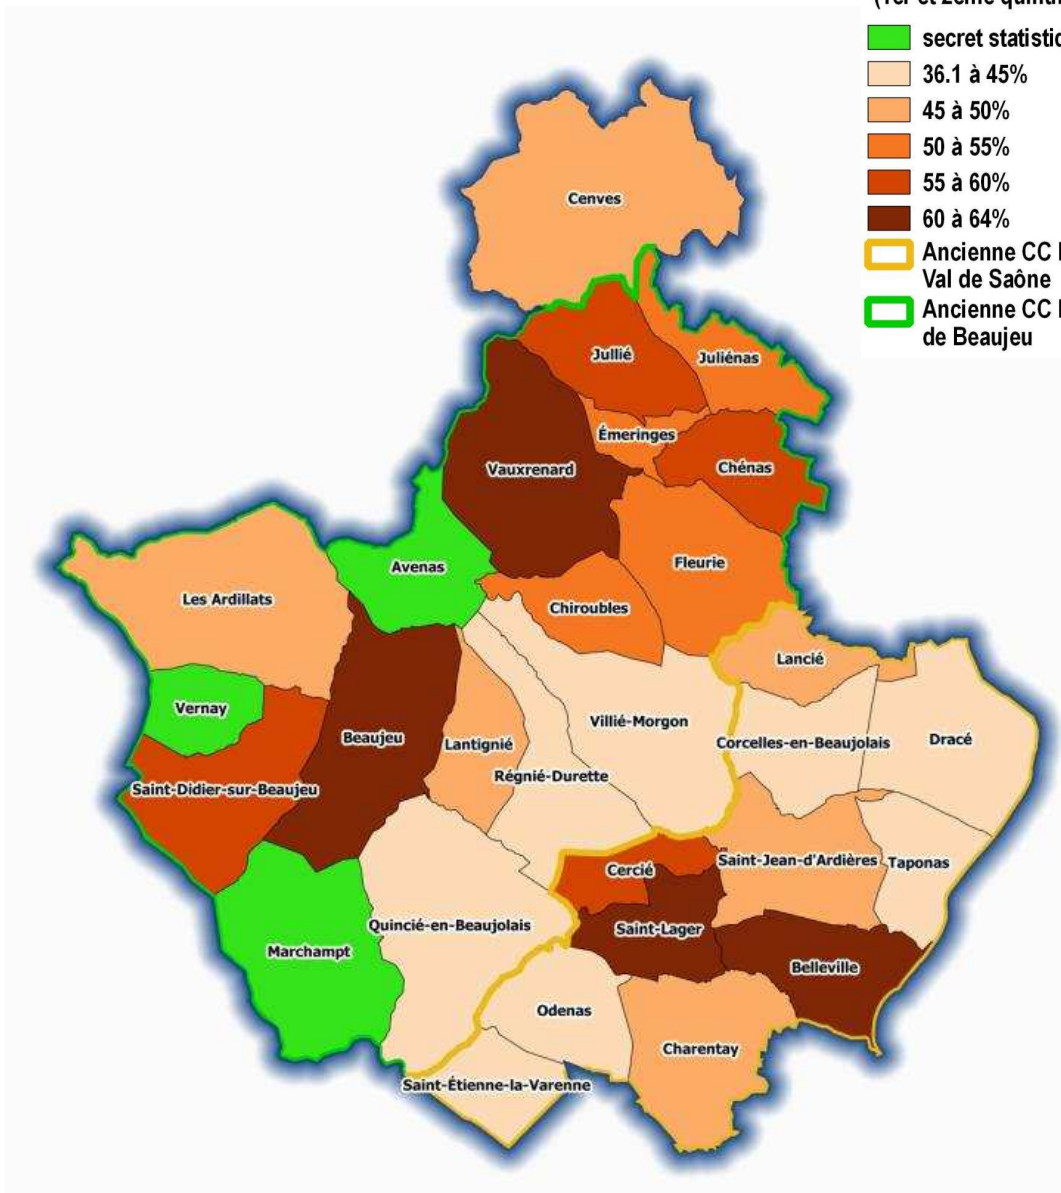 (1er et 2ème
secret
36.1 à 45%
45 à 50%
50 à 55%
55 à 60%
60 à 64%
Ancienne CC
Val de Saône
Ancienne CC
de Beaujeu
Cenves
Jullié
Juliénas
Émeringes
Vauxrenard
Chénas
Avenas
Fleurie
Les Ardillats
Chiroubles
Lancié
Vernay
Villié-Morgon
Beaujeu
Lantignié
Corcelles-en-Beaujolais
Dracé
Régnié-Durette
Saint-Didier-sur-Beaujeu
Saint-Jean-d'Ardières
Taponas
Cercié
Quincié-en-Beaujolais
Saint-Lager
Marchampt
Belleville
Odenas
Charentay
Saint-Étienne-la-Varenne